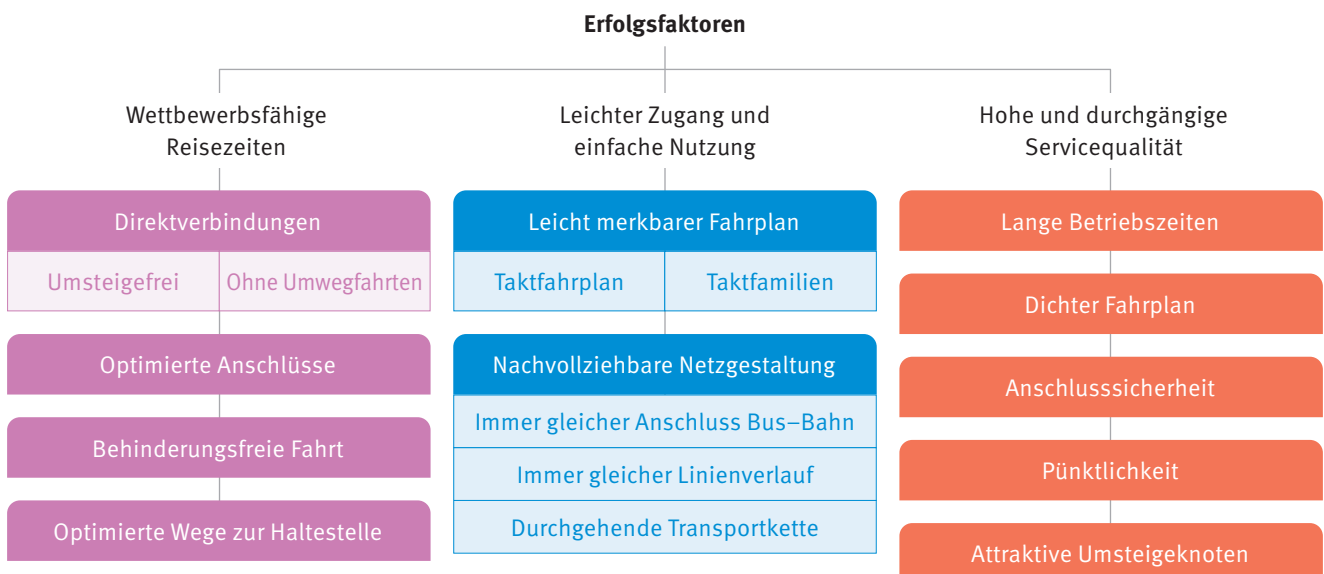 Erfolgsfaktoren
Wettbewerbsfähige
Reisezeiten
Direktverbindungen
Umsteigefrei
Ohne Umwegfahrten
Optimierte Anschlüsse
Behinderungsfreie Fahrt
Optimierte Wege zur Haltestelle
Leichter Zugang und
einfache Nutzung
Leicht merkbarer Fahrplan
Taktfahrplan
Taktfamilien
Nachvollziehbare Netzgestaltung
Immer gleicher Anschluss Bus–Bahn
Immer gleicher Linienverlauf
Durchgehende Transportkette
Hohe und durchgängige
Servicequalität
Lange Betriebszeiten
Dichter Fahrplan
Anschlusssicherheit
Pünktlichkeit
Attraktive Umsteigeknoten